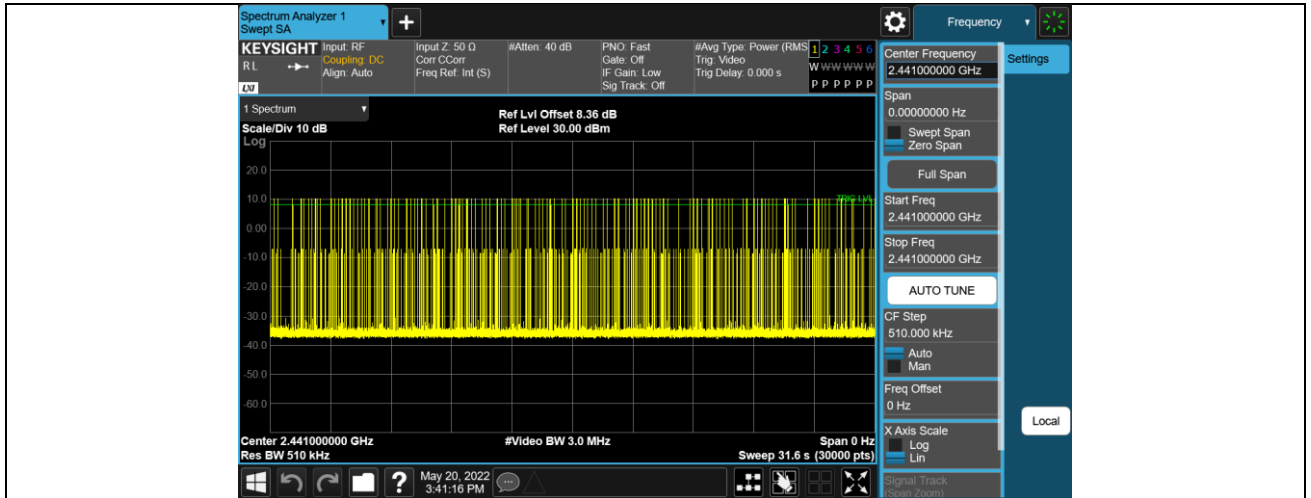 Spectrum Analyzer 1
Swept SA
Frequency
KEYSIGHT
RL
LXI
Input: RF
Coupling: DC
Align: Auto
Input Z: 50 Ω
Corr CCorr
Freq Ref: Int (S)
#Atten: 40 dB
PNO: Fast
Gate: Off
IF Gain: Low
Sig Track: Off
#Avg Type: Power (RMS
Trig: Video
Trig Delay: 0.000 s
1 2 3 4 5 6
W W W W W W
P P P P P P
1 Spectrum
Scale/Div 10 dB
Log
Ref Lvl Offset 8.36 dB
Ref Level 30.00 dBm
20.0
10.0
0.00
-10.0
-20.0
-30.0
-40.0
-50.0
-60.0
TRIG LVL
Center 2.441000000 GHz
Res BW 510 kHz
#Video BW 3.0 MHz
Span 0 Hz
Sweep 31.6 s (30000 pts)
?
May 20, 2022
3:41:16 PM
Center Frequency
2.441000000 GHz
Span
0.00000000 Hz
Swept Span
Zero Span
Full Span
Start Freq
2.441000000 GHz
Stop Freq
2.441000000 GHz
AUTO TUNE
CF Step
510.000 kHz
Auto
Man
Freq Offset
0 Hz
X Axis Scale
Log
Lin
Signal Track
(Span Zoom)
Settings
Local